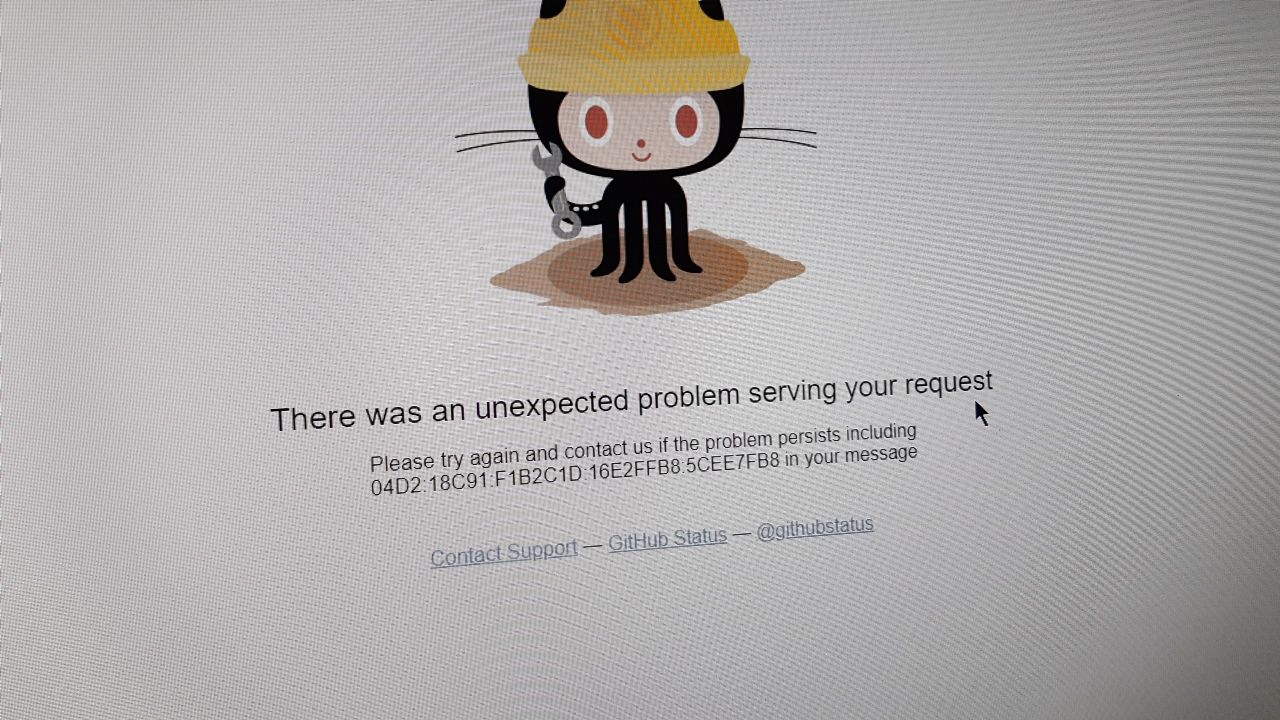 There was an unexpected problem serving your request
Please try again and contact us if the problem persists including
04D2:18C91:F1B2C1D:16E2FFB8:5CEE7FB8 in your message
Contact Support — GitHub Status — @githubstatus